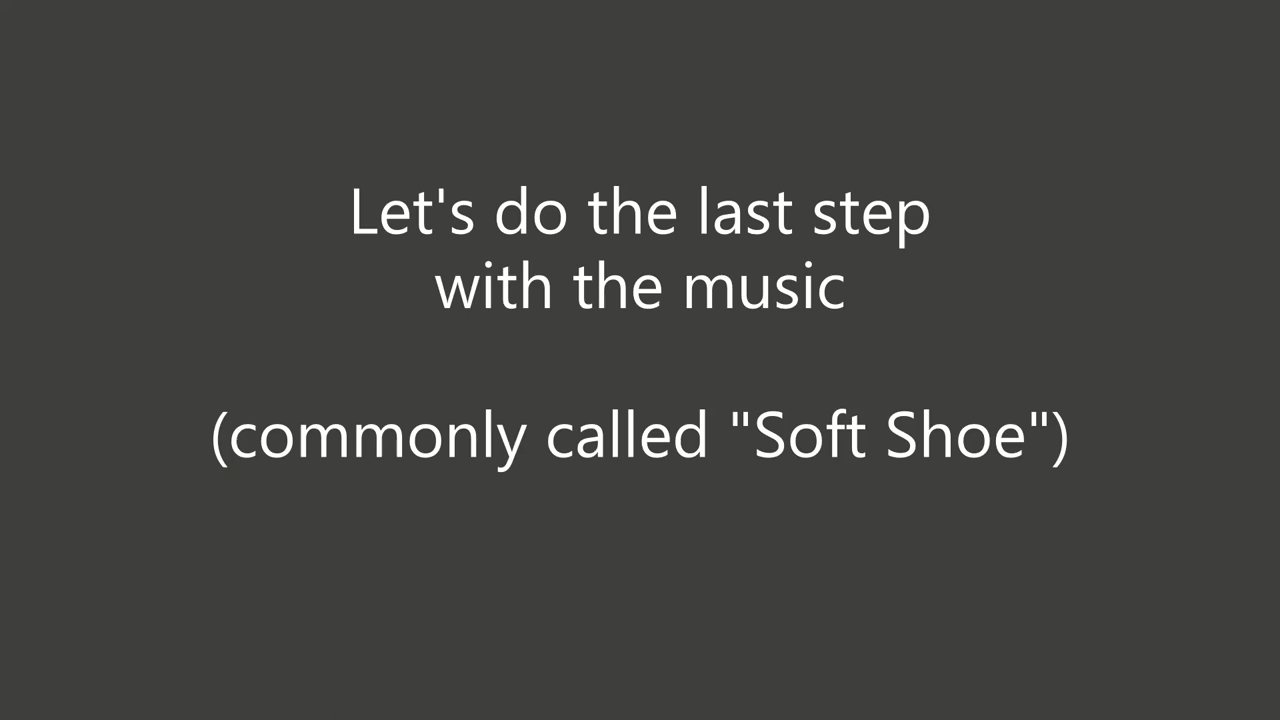 Let's do the last step
with the music
(commonly called "Soft Shoe")